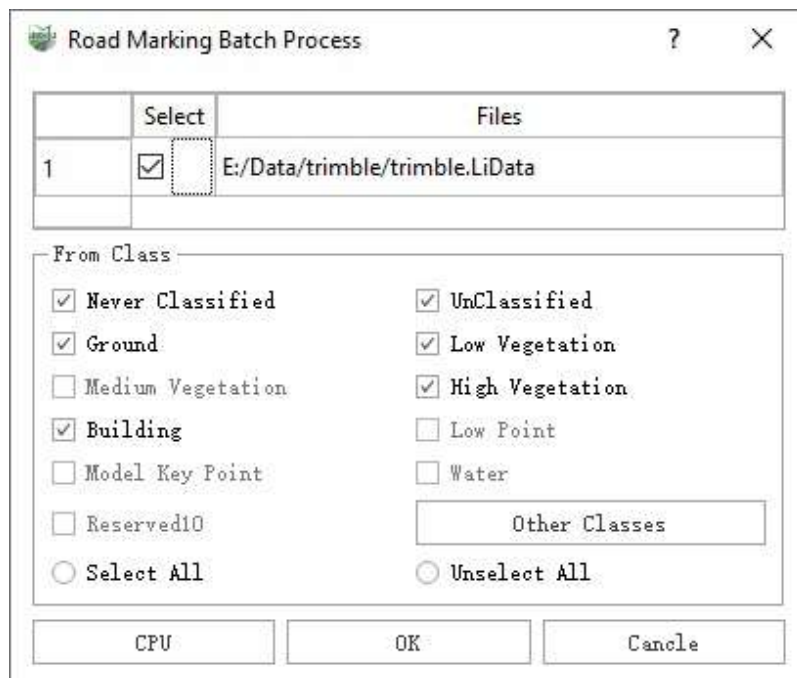 Road Marking Batch Process ?
Select Files
1 E:/Data/trimble/trimble.LiData
From Class
Never Classified UnClassified
Ground Low Vegetation
Medium Vegetation High Vegetation
Building Low Point
Model Key Point Water
Reserved10 Other Classes
Select All Unselect All
CPU OK Cancle